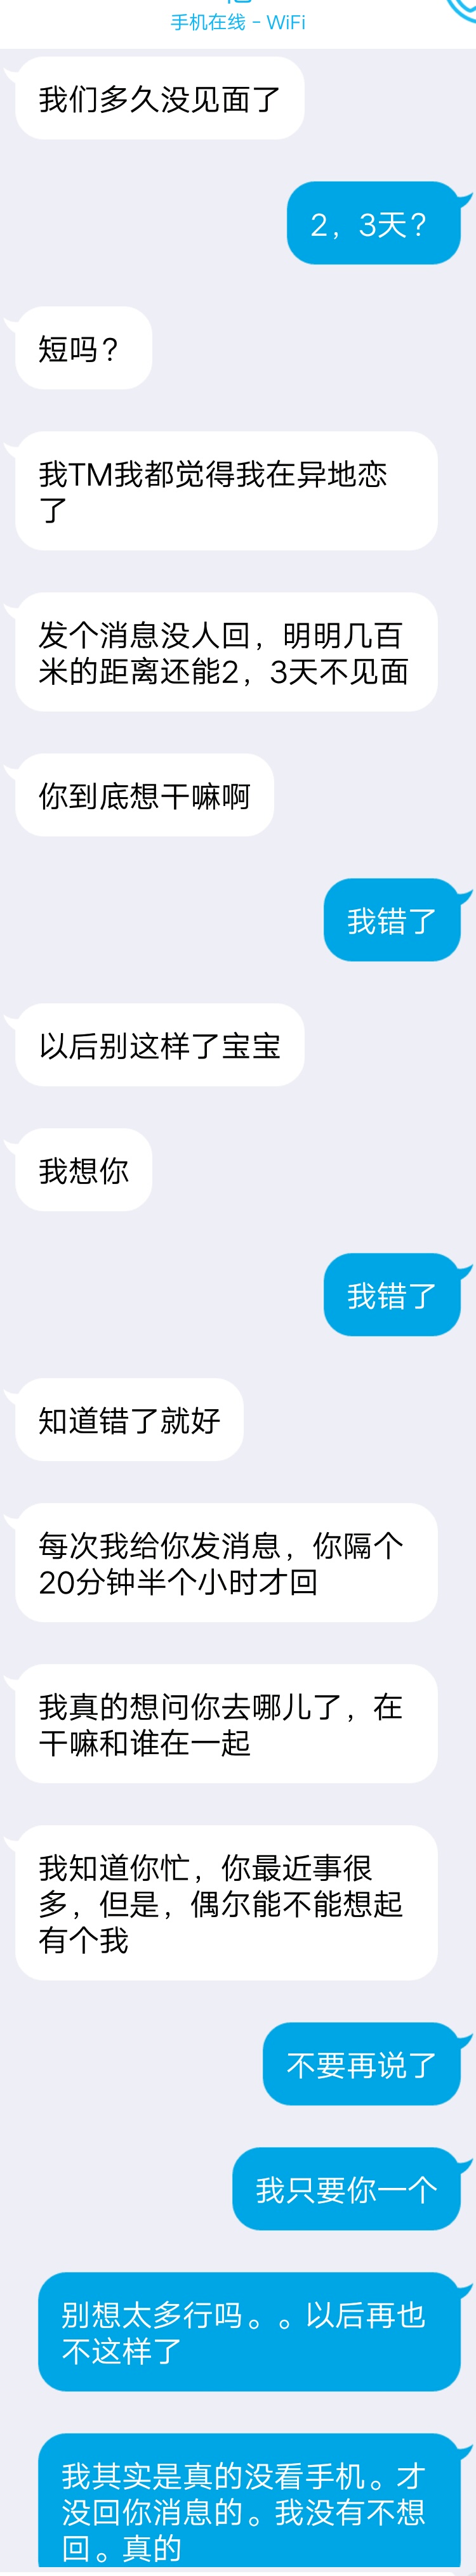 手机在线 - WiFi
我们多久没见面了
2，3天？
短吗？
我TM我都觉得我在异地恋
了
发个消息没人回，明明几百
米的距离还能2，3天不见面
你到底想干嘛啊
我错了
以后别这样了宝宝
我想你
我错了
知道错了就好
每次我给你发消息，你隔个
20分钟半个小时才回
我真的想问你去哪儿了，在
干嘛和谁在一起
我知道你忙，你最近事很
多，但是，偶尔能不能想起
有个我
不要再说了
我只要你一个
别想太多行吗。。以后再也
不这样了
我其实是真的没看手机。才
没回你消息的。我没有不想
回。真的